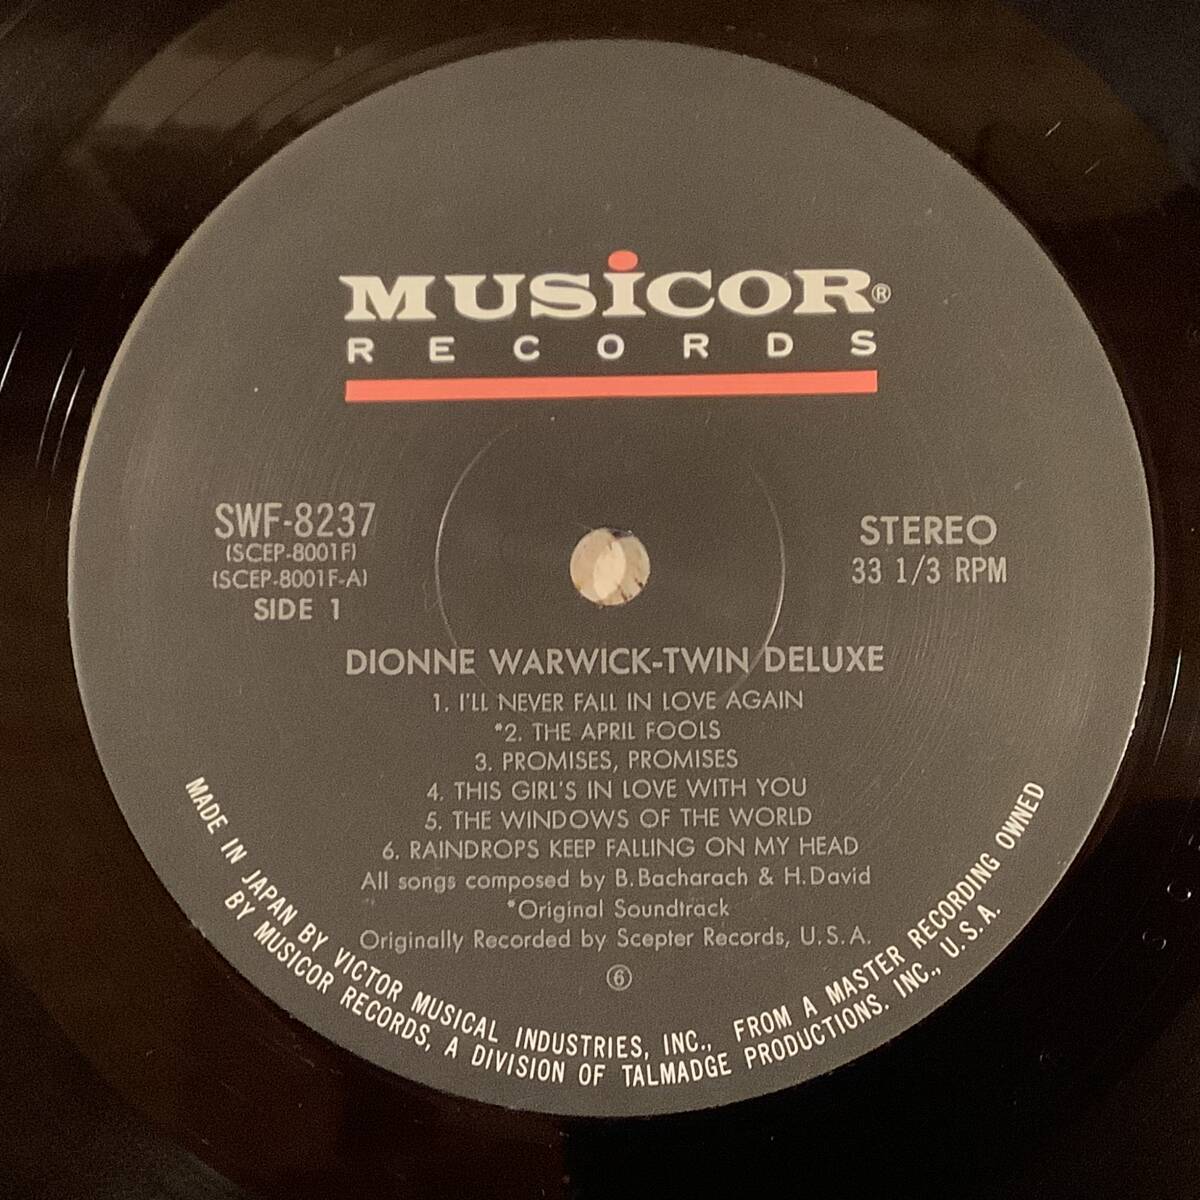 MUSiCOR®
RECORDS
SWF-8237
(SCEP-8001F)
(SCEP-8001F-A)
SIDE 1
STEREO
33 1/3 RPM
DIONNE WARWICK-TWIN DELUXE
1. I'LL NEVER FALL IN LOVE AGAIN
*2. THE APRIL FOOLS
3. PROMISES, PROMISES
4. THIS GIRL'S IN LOVE WITH YOU
5. THE WINDOWS OF THE WORLD
6. RAINDROPS KEEP FALLING ON MY HEAD
All songs composed by B.Bacharach & H.David
*Original Soundtrack
Originally Recorded by Scepter Records, U.S.A.
⑥
MADE IN JAPAN BY VICTOR MUSICAL INDUSTRIES, INC., FROM A MASTER RECORDING OWNED
BY MUSICOR RECORDS, A DIVISION OF TALMADGE PRODUCTIONS. INC., U.S.A.